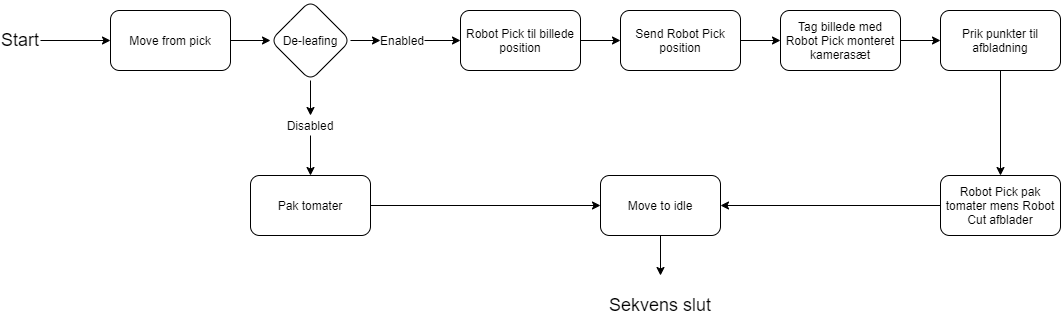 Start
Move from pick
De-leafing
Enabled
Robot Pick til billede
position
Send Robot Pick
position
Tag billede med
Robot Pick monteret
kamerasæt
Prik punkter til
afbladning
Disabled
Pak tomater
Move to idle
Robot Pick pak
tomater mens Robot
Cut afblader
Sekvens slut